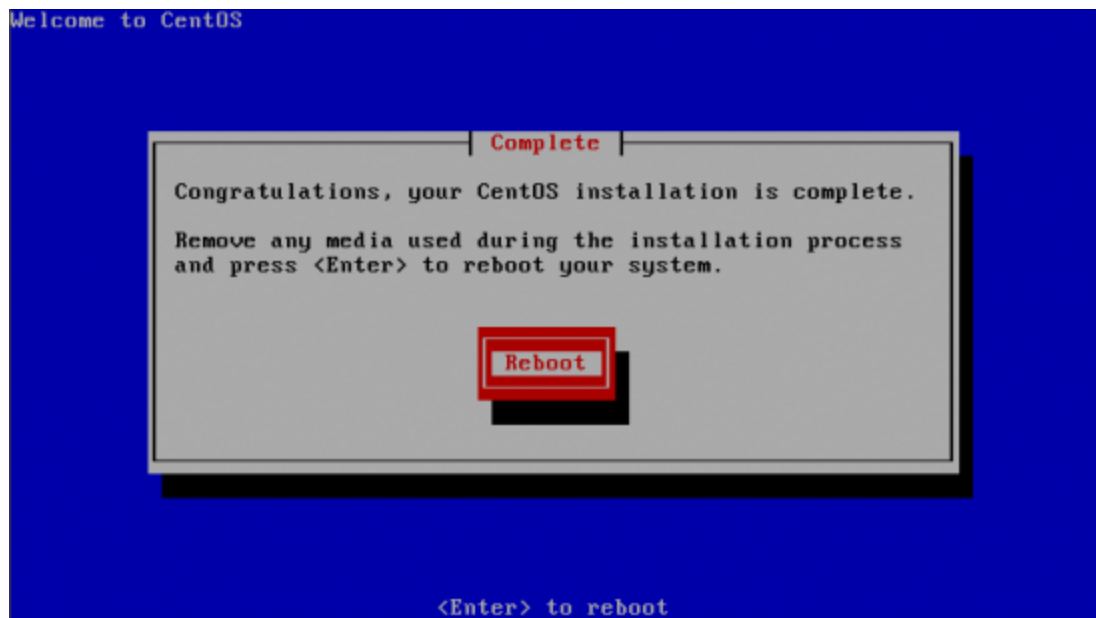 Welcome to CentOS
Complete
Congratulations, your CentOS installation is complete.
Remove any media used during the installation process
and press <Enter> to reboot your system.
Reboot
<Enter> to reboot